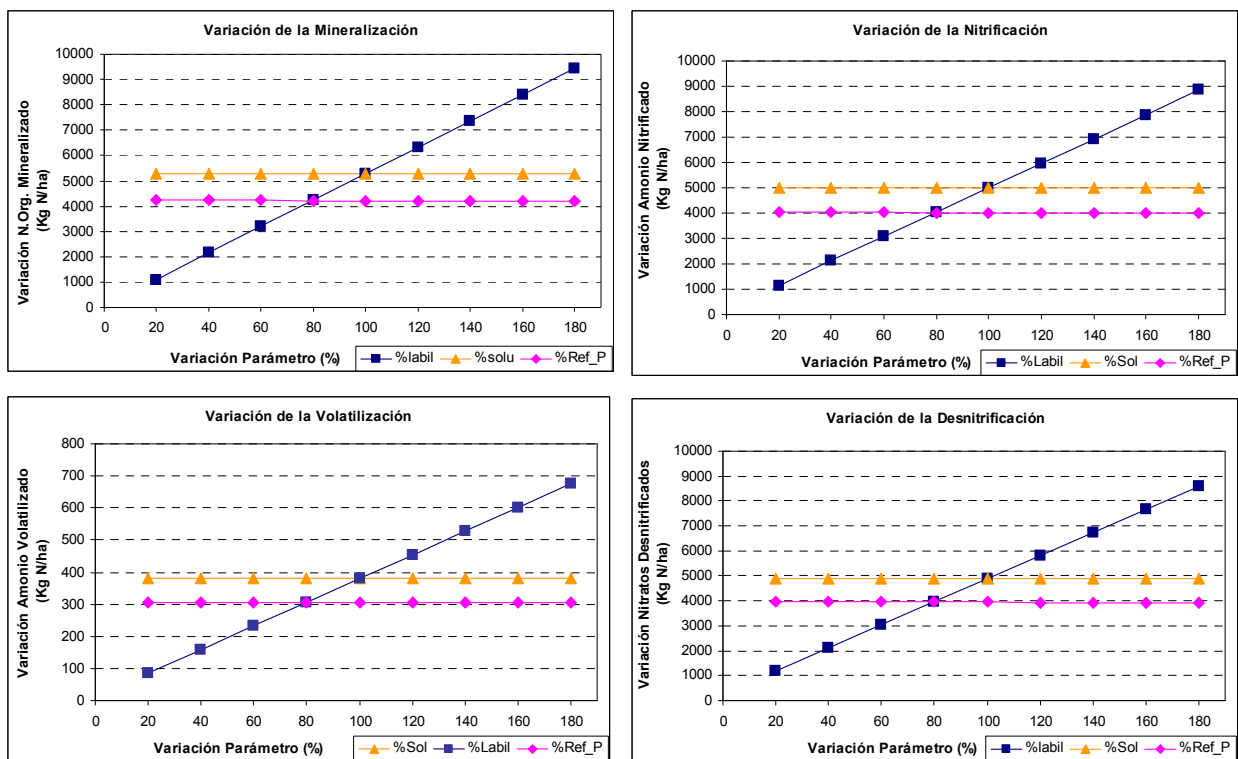 Variación de la Mineralización
Variación N.Org. Mineralizado
(Kg N/ha)
10000
9000
8000
7000
6000
5000
4000
3000
2000
1000
0
0 20 40 60 80 100 120 140 160 180
Variación Parámetro (%)
%labil %solu %Ref_P
Variación de la Nitrificación
Variación Amonio Nitrificado
(Kg N/ha)
10000
9000
8000
7000
6000
5000
4000
3000
2000
1000
0
0 20 40 60 80 100 120 140 160 180
Variación Parámetro (%)
%Labil %Sol %Ref_P
Variación de la Volatilización
Variación Amonio Volatilizado
(Kg N/ha)
800
700
600
500
400
300
200
100
0
0 20 40 60 80 100 120 140 160 180
Variación Parámetro (%)
%Sol %Labil %Ref_P
Variación de la Desnitrificación
Variación Nitratos Desnitrificados
(Kg N/ha)
10000
9000
8000
7000
6000
5000
4000
3000
2000
1000
0
0 20 40 60 80 100 120 140 160 180
Variación Parámetro (%)
%labil %Sol %Ref_P